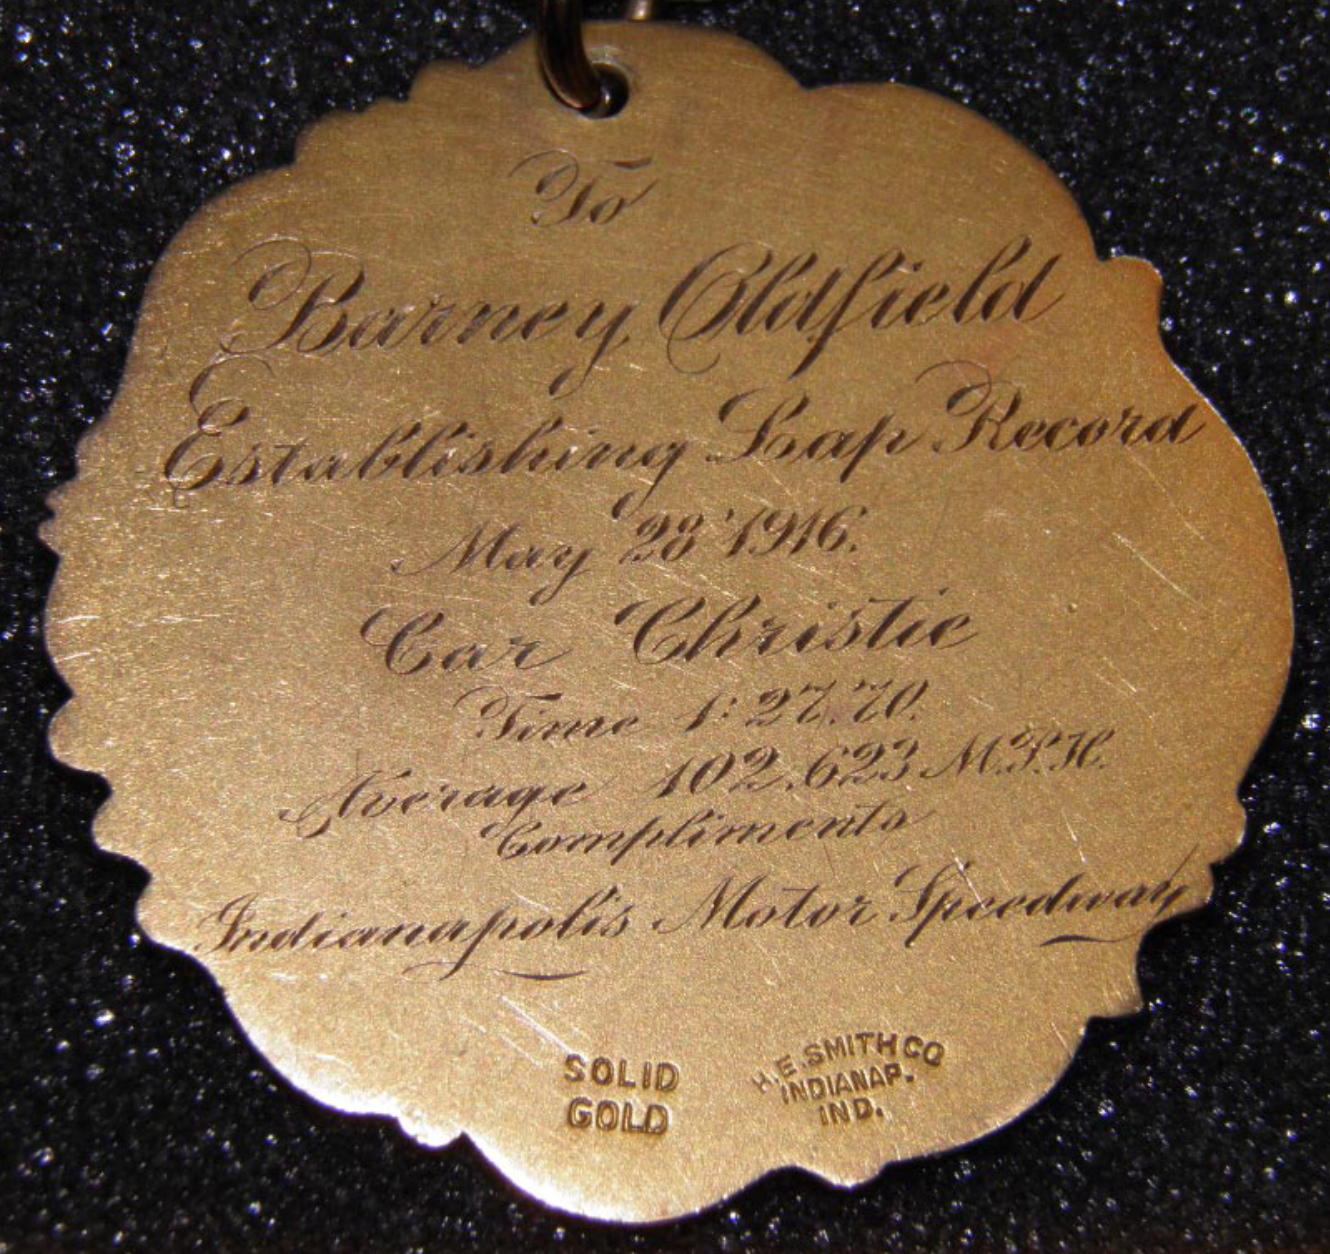 To
Barney Oldfield
Establishing Lap Record
May 28 '1916.
Car Christie
Time 1:27.70.
Average 102.623 M.P.H.
Compliments
Indianapolis Motor Speedway
SOLID
GOLD
H.E. SMITH CO
INDIANAP.
IND.